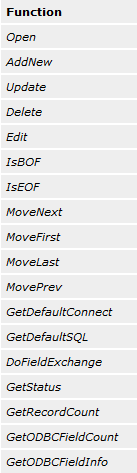 Function
Open
AddNew
Update
Delete
Edit
IsBOF
IsEOF
MoveNext
MoveFirst
MoveLast
MovePrev
GetDefaultConnect
GetDefaultSQL
DoFieldExchange
GetStatus
GetRecordCount
GetODBCFieldCount
GetODBCFieldInfo